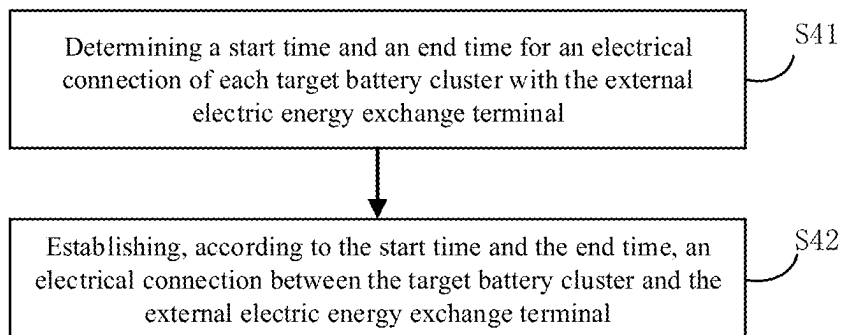 Determining a start time and an end time for an electrical
connection of each target battery cluster with the external
electric energy exchange terminal
S41
Establishing, according to the start time and the end time, an
electrical connection between the target battery cluster and the
external electric energy exchange terminal
S42